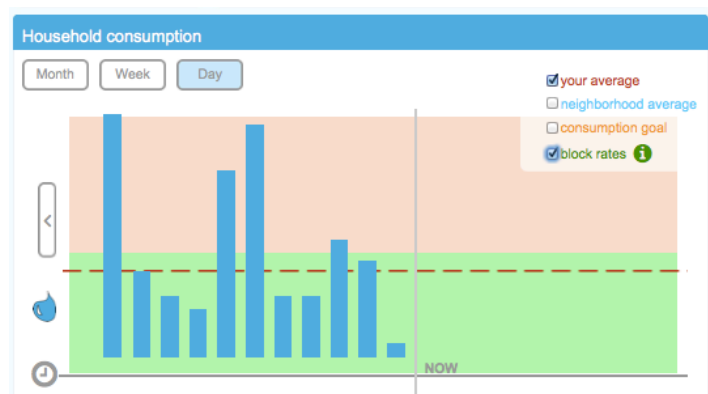 Household consumption
Month Week Day
your average
neighborhood average
consumption goal
block rates i
NOW